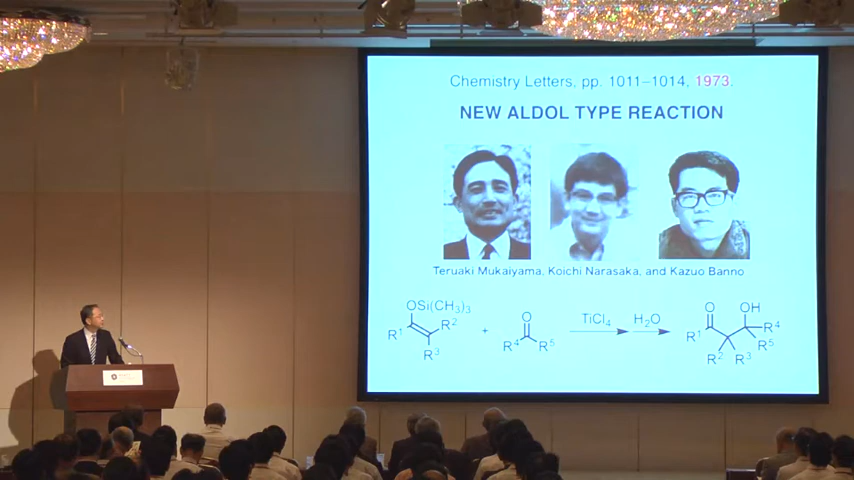 Chemistry Letters, pp. 1011–1014, 1973.
NEW ALDOL TYPE REACTION
Teruaki Mukaiyama, Koichi Narasaka, and Kazuo Banno
OSi(CH₃)₃
R¹ R² R³
+
O
R⁴ R⁵
TiCl₄ H₂O
O OH
R¹ R² R³ R⁴ R⁵